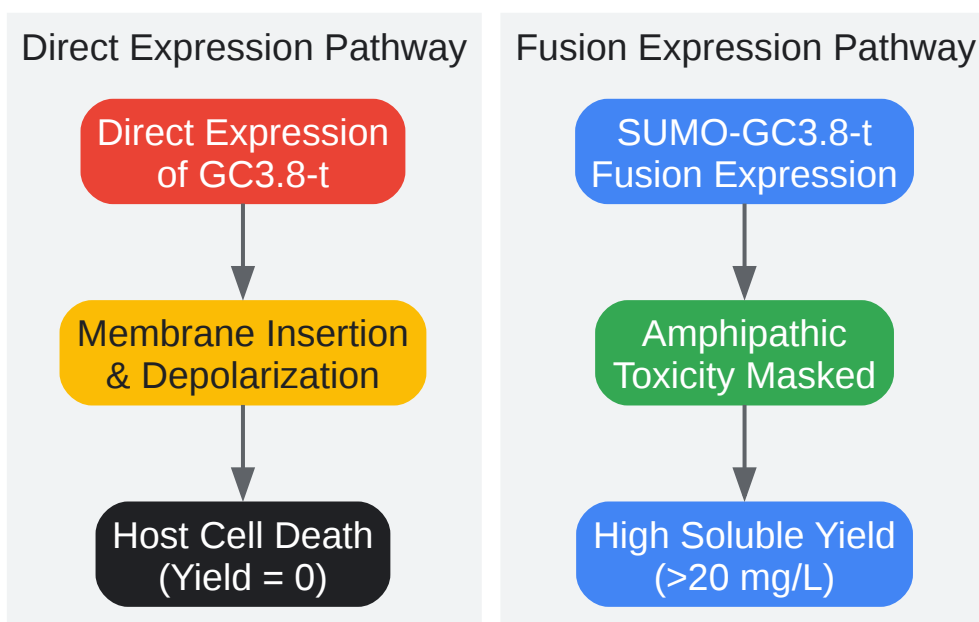 Direct Expression Pathway
Direct Expression
of GC3.8-t
Membrane Insertion
& Depolarization
Host Cell Death
(Yield = 0)
Fusion Expression Pathway
SUMO-GC3.8-t
Fusion Expression
Amphipathic
Toxicity Masked
High Soluble Yield
(>20 mg/L)